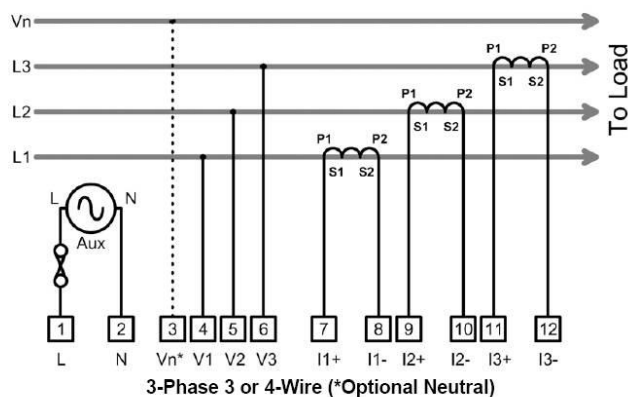 Vn
L3
P1 P2
S1 S2
L2
P1 P2
S1 S2
L1
P1 P2
S1 S2
To Load
L N
Aux
1 2 3 4 5 6 7 8 9 10 11 12
L N Vn* V1 V2 V3 I1+ I1- I2+ I2- I3+ I3-
3-Phase 3 or 4-Wire (*Optional Neutral)